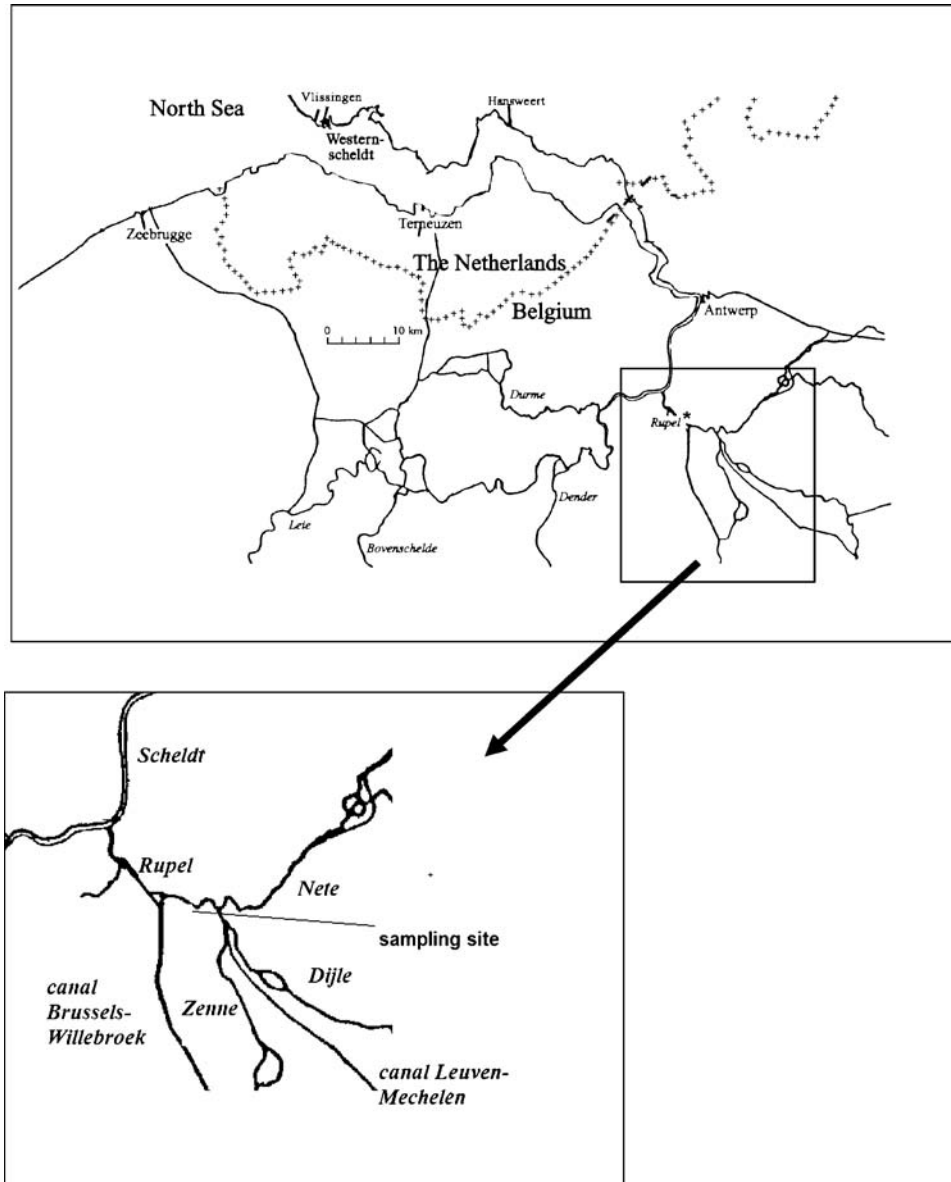 North Sea
Vlissingen
Hansweert
Western-
scheldt
Zeebrugge
Terneuzen
The Netherlands
Belgium
Antwerp
0 10 km
Durme
Rupel *
Dender
Leie
Bovenschelde
Scheldt
Rupel
Nete
sampling site
Dijle
canal
Brussels-
Willebroek
Zenne
canal Leuven-
Mechelen